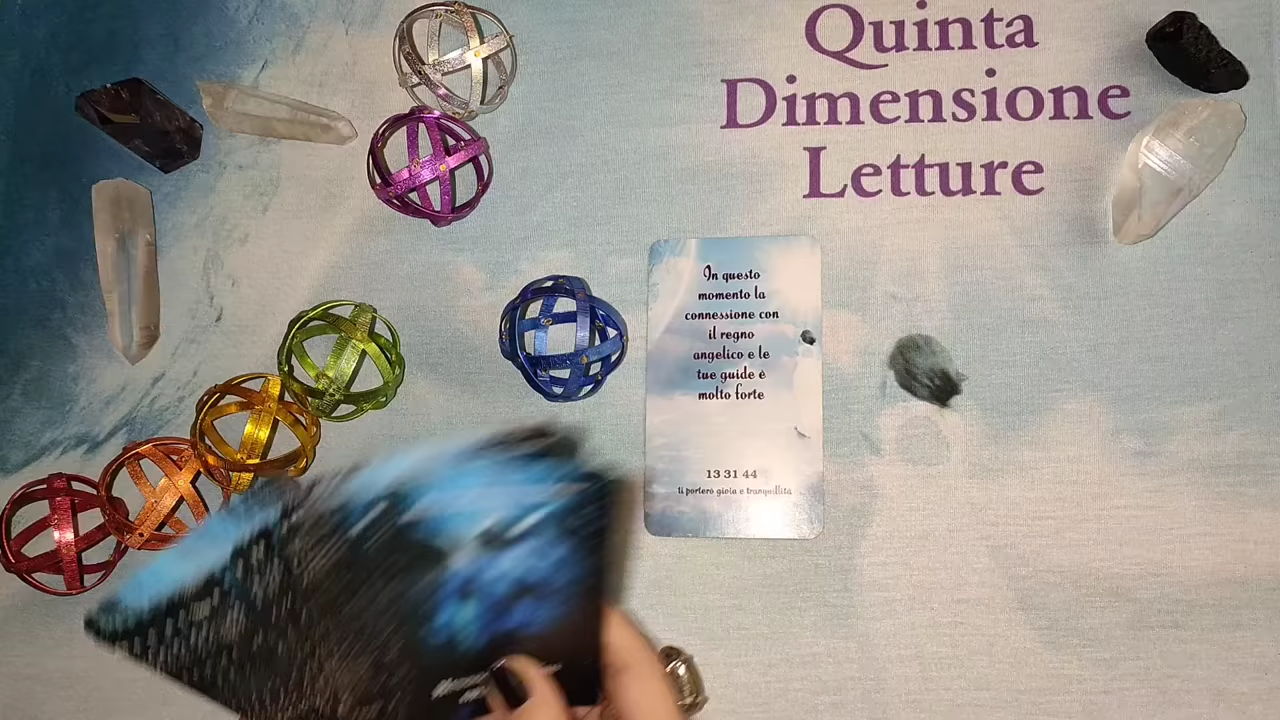 Quinta
Dimensione
Letture
In questo
momento la
connessione con
il regno
angelico e le
tue guide è
molto forte
13 31 44
ti porterò gioia e tranquillità